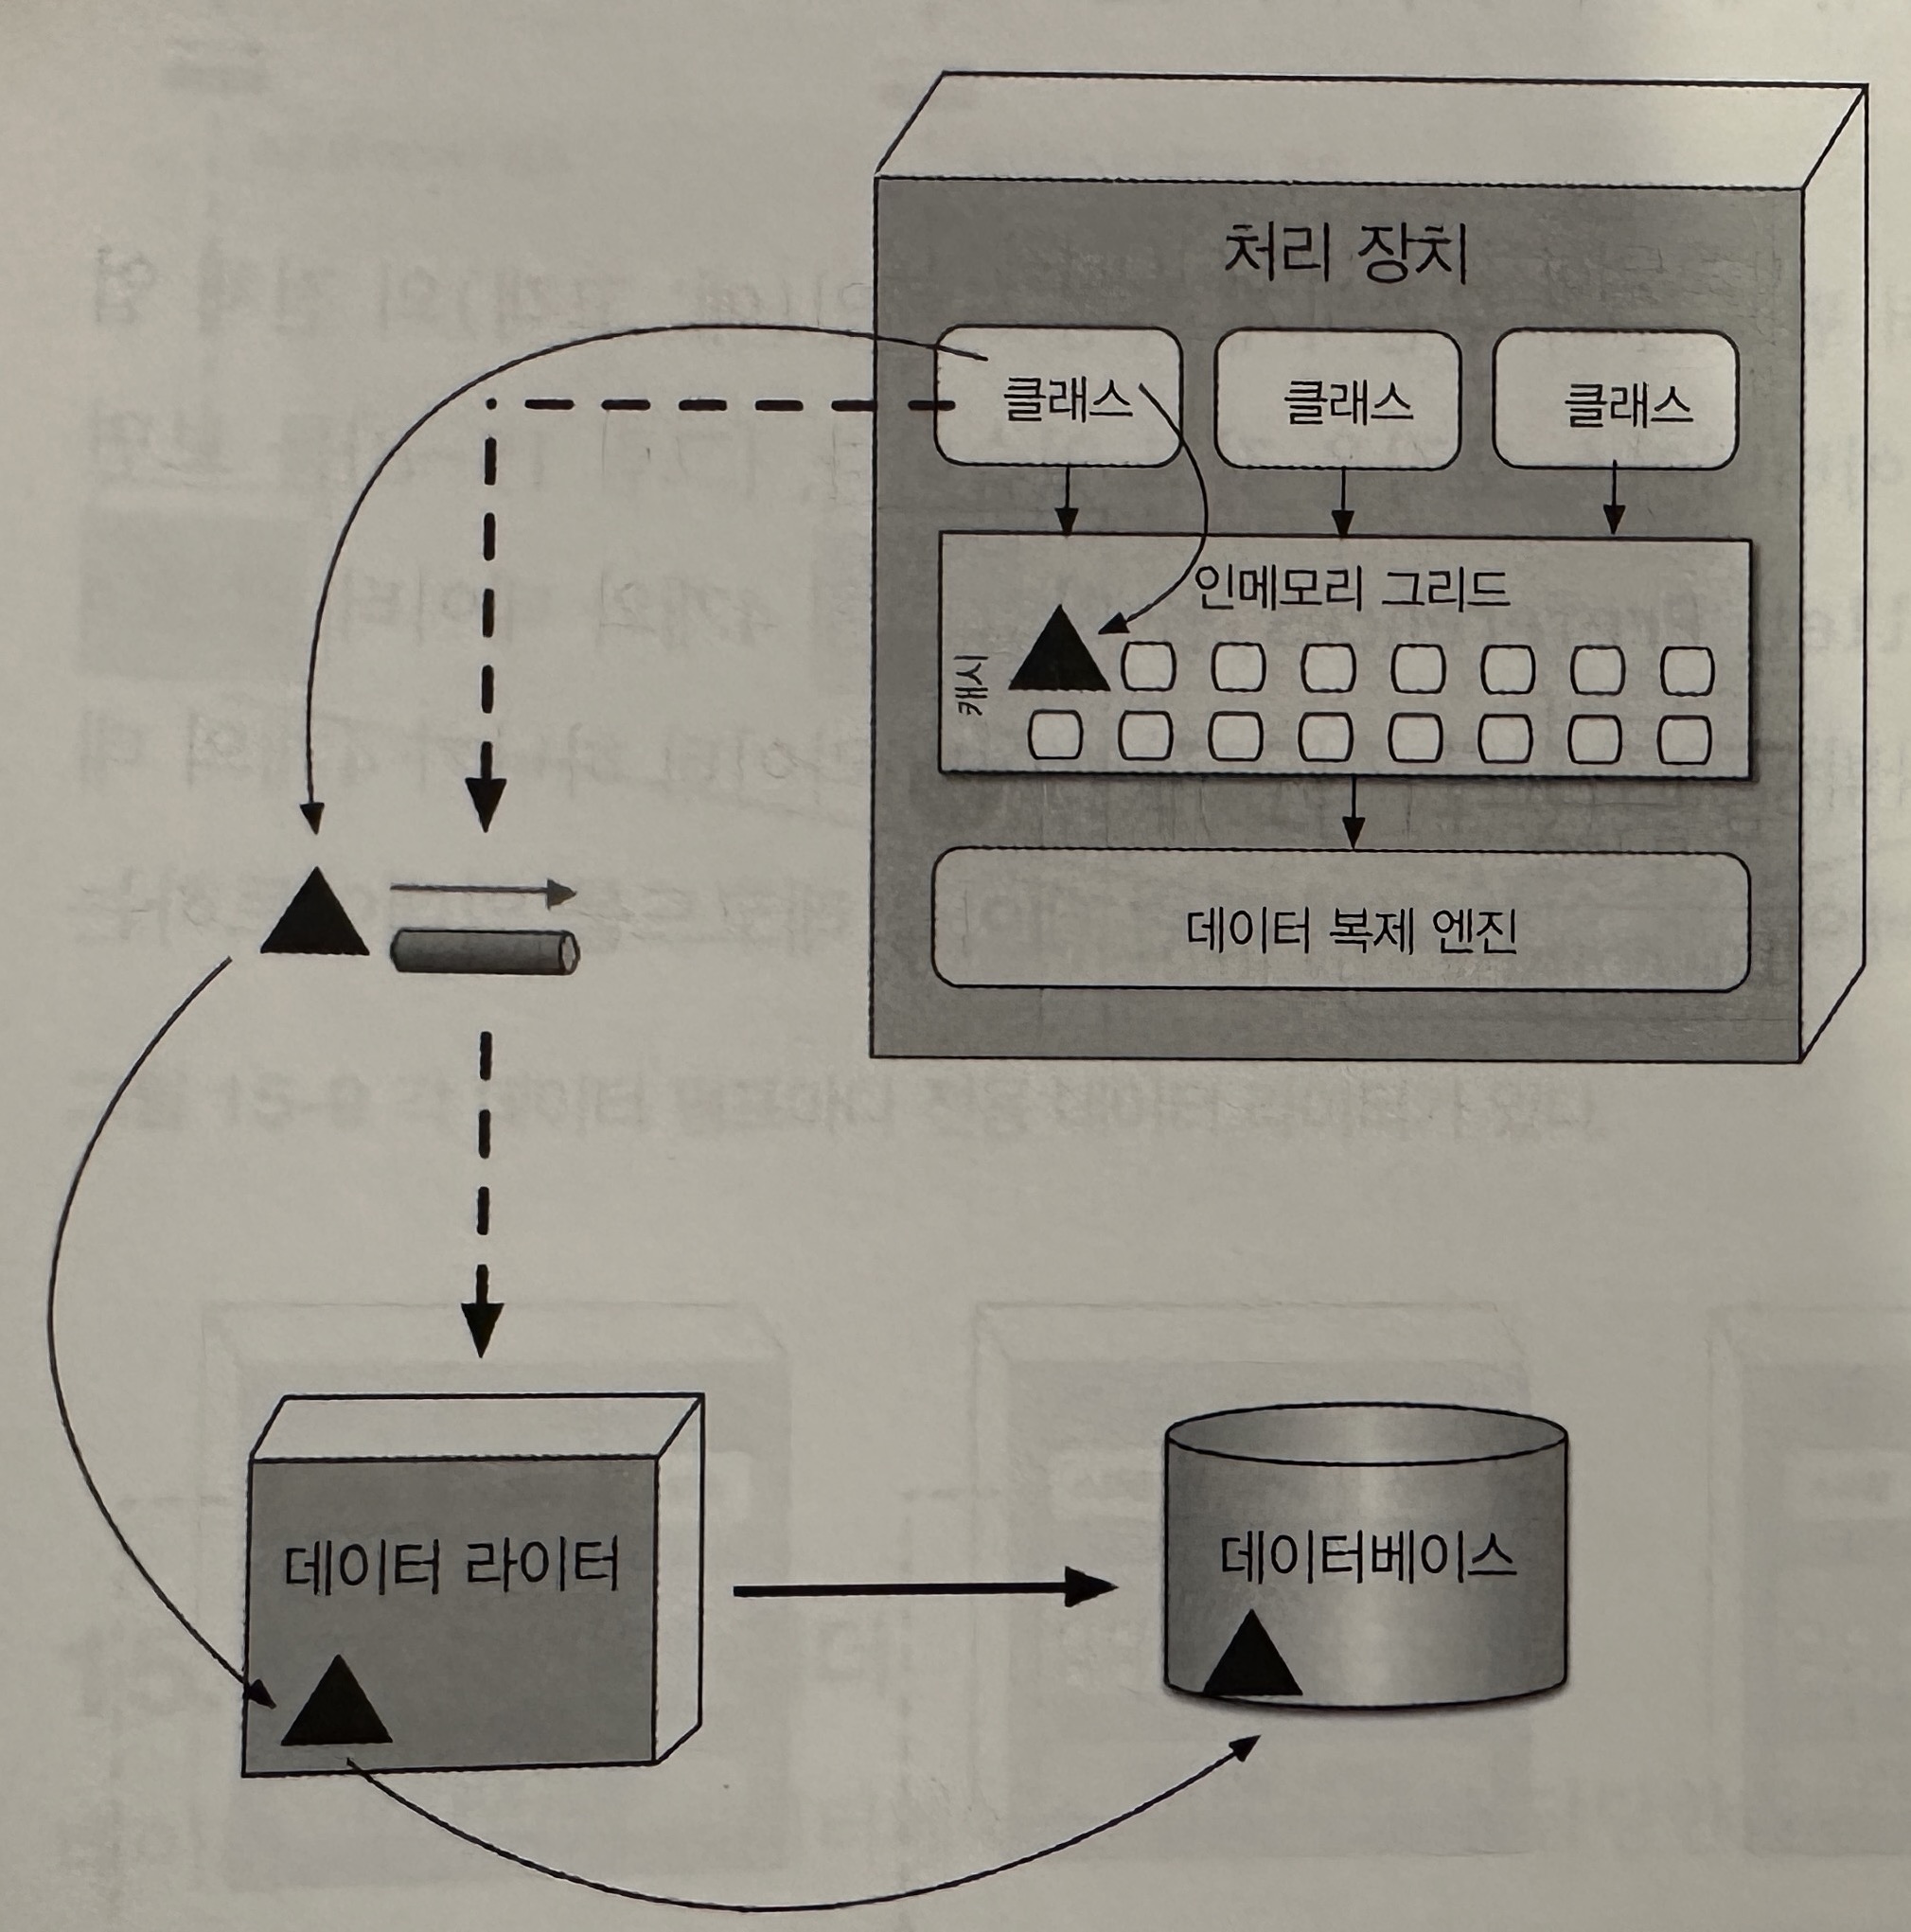 처리 장치
클래스
클래스
클래스
인메모리 그리드
캐시
데이터 복제 엔진
데이터 라이터
데이터베이스